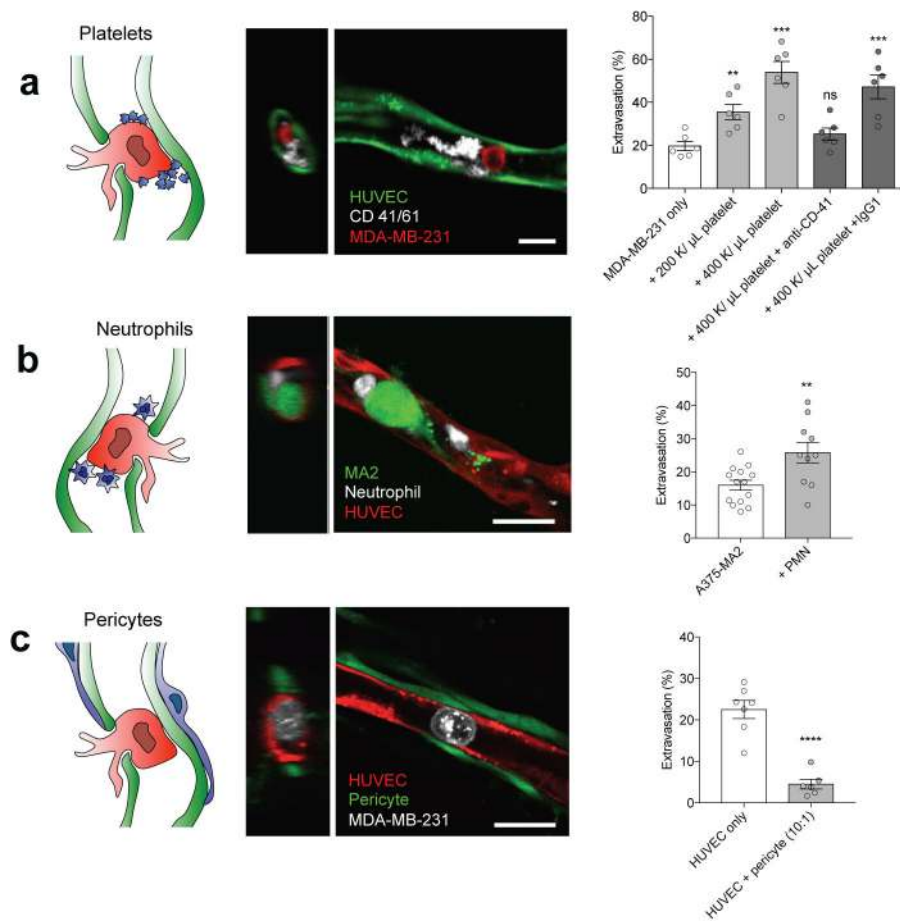 a
Platelets
HUVEC
CD 41/61
MDA-MB-231
Extravasation (%)
80
60
40
20
0
**
***
ns
***
MDA-MB-231 only
+ 200 K/ µL platelet
+ 400 K/ µL platelet
+ 400 K/ µL platelet + anti-CD-41
+ 400 K/ µL platelet +IgG1
b
Neutrophils
MA2
Neutrophil
HUVEC
Extravasation (%)
50
40
30
20
10
0
**
A375-MA2
+ PMN
c
Pericytes
HUVEC
Pericyte
MDA-MB-231
Extravasation (%)
40
30
20
10
0
****
HUVEC only
HUVEC + pericyte (10:1)